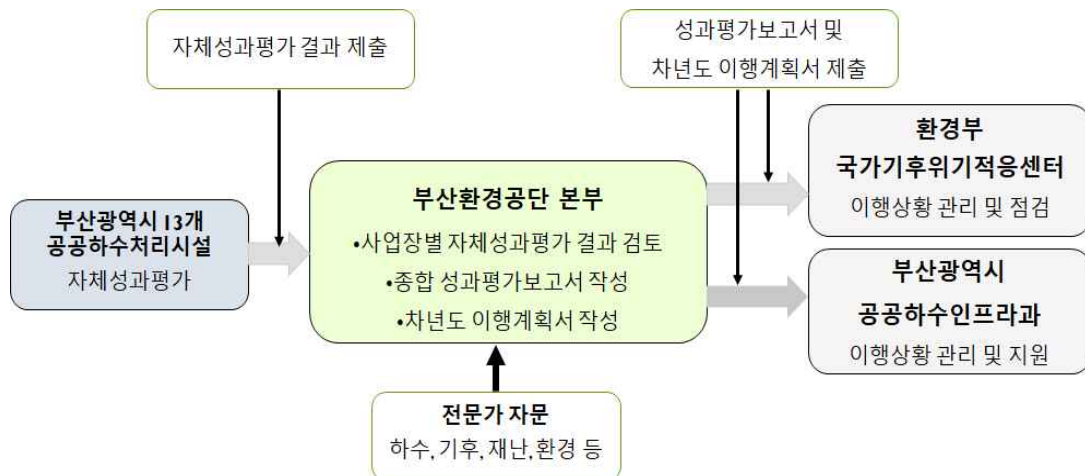 자체성과평가 결과 제출
성과평가보고서 및
차년도 이행계획서 제출
부산광역시 13개
공공하수처리시설
자체성과평가
부산환경공단 본부
•사업장별 자체성과평가 결과 검토
•종합 성과평가보고서 작성
•차년도 이행계획서 작성
환경부
국가기후위기적응센터
이행상황 관리 및 점검
부산광역시
공공하수인프라과
이행상황 관리 및 지원
전문가 자문
하수, 기후, 재난, 환경 등